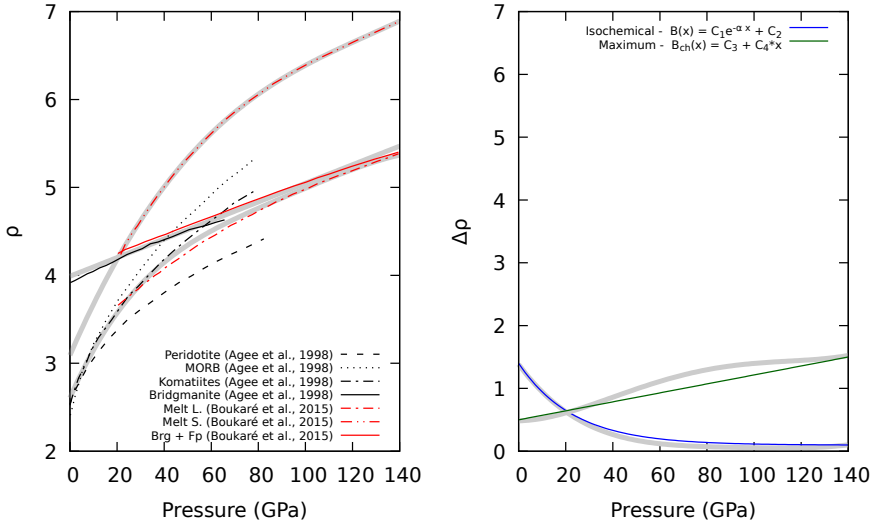 7
6
5
4
3
2
ρ
0 20 40 60 80 100 120 140
Pressure (GPa)
Peridotite (Agee et al., 1998)
MORB (Agee et al., 1998)
Komatiites (Agee et al., 1998)
Bridgmanite (Agee et al., 1998)
Melt L. (Boukaré et al., 2015)
Melt S. (Boukaré et al., 2015)
Brg + Fp (Boukaré et al., 2015)
7
6
5
4
3
2
1
0
Δρ
0 20 40 60 80 100 120 140
Pressure (GPa)
Isochemical - B(x) = C₁e^-α x + C₂
Maximum - B_ch(x) = C₃ + C₄*x